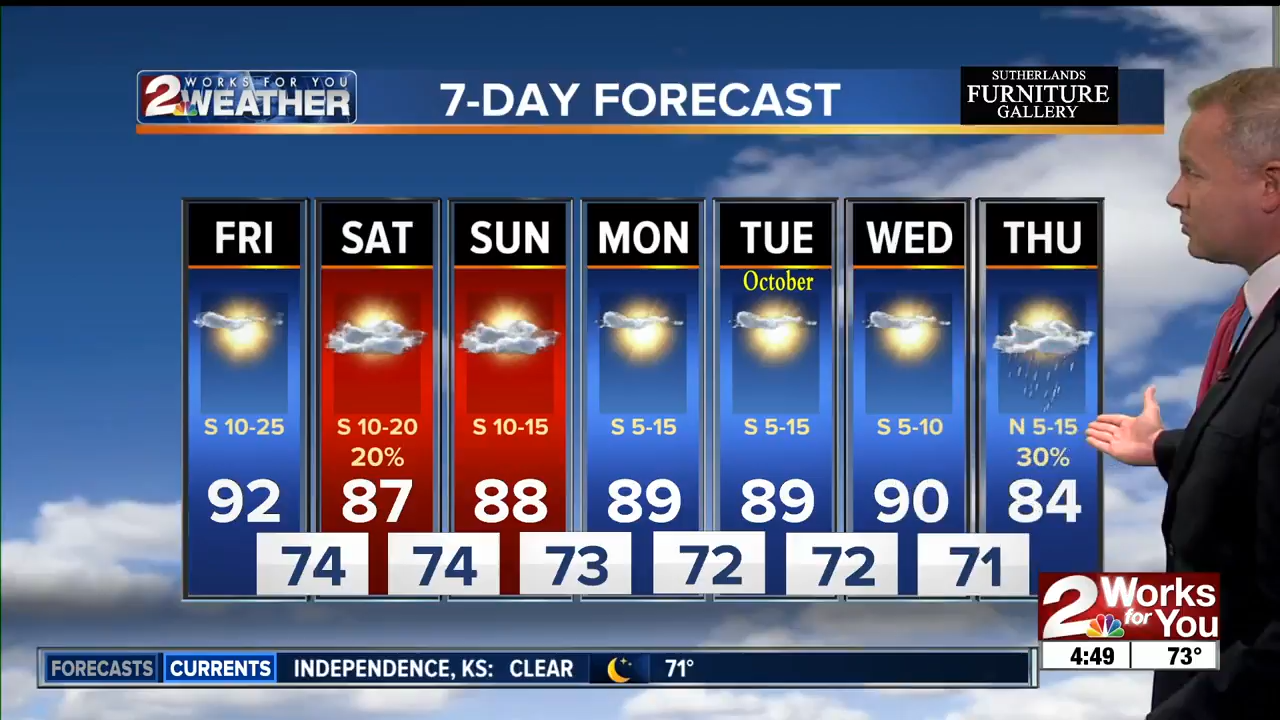 2 WORKS FOR YOU
WEATHER
7-DAY FORECAST
SUTHERLANDS
FURNITURE
GALLERY
FRI SAT SUN MON TUE WED THU
October
S 10-25 S 10-20 S 10-15 S 5-15 S 5-15 S 5-10 N 5-15
20% 30%
92 87 88 89 89 90 84
74 74 73 72 72 71
2 Works
for You
4:49 73°
FORECASTS CURRENTS INDEPENDENCE, KS: CLEAR 71°